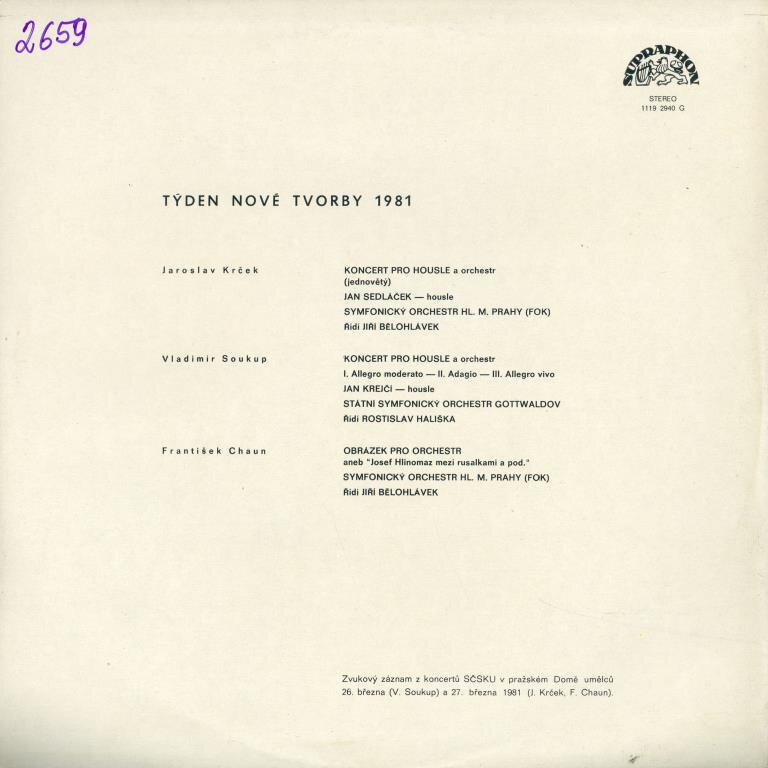 2659
SUPRAPHON
STEREO
1119 2940 G
TÝDEN NOVÉ TVORBY 1981
Jaroslav Krček
KONCERT PRO HOUSLE a orchestr
(jednovětý)
JAN SEDLÁČEK — housle
SYMFONICKÝ ORCHESTR HL. M. PRAHY (FOK)
Řídí JIŘÍ BĚLOHLÁVEK
Vladimír Soukup
KONCERT PRO HOUSLE a orchestr
I. Allegro moderato — II. Adagio — III. Allegro vivo
JAN KREJČÍ — housle
STÁTNÍ SYMFONICKÝ ORCHESTR GOTTWALDOV
Řídí ROSTISLAV HALIŠKA
František Chaun
OBRÁZEK PRO ORCHESTR
aneb "Josef Hlinomaz mezi rusalkami a pod."
SYMFONICKÝ ORCHESTR HL. M. PRAHY (FOK)
Řídí JIŘÍ BĚLOHLÁVEK
Zvukový záznam z koncertů SČSKU v pražském Domě umělců
26. března (V. Soukup) a 27. března 1981 (J. Krček, F. Chaun).